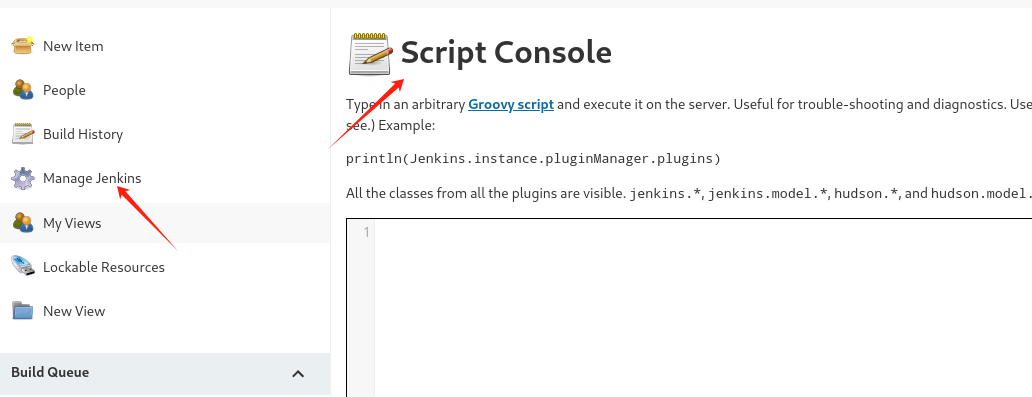 New Item
People
Build History
Manage Jenkins
My Views
Lockable Resources
New View
Build Queue
Script Console
Type in an arbitrary Groovy script and execute it on the server. Useful for trouble-shooting and diagnostics. Use
see.) Example:
println(Jenkins.instance.pluginManager.plugins)
All the classes from all the plugins are visible. jenkins.*, jenkins.model.*, hudson.*, and hudson.model.
1